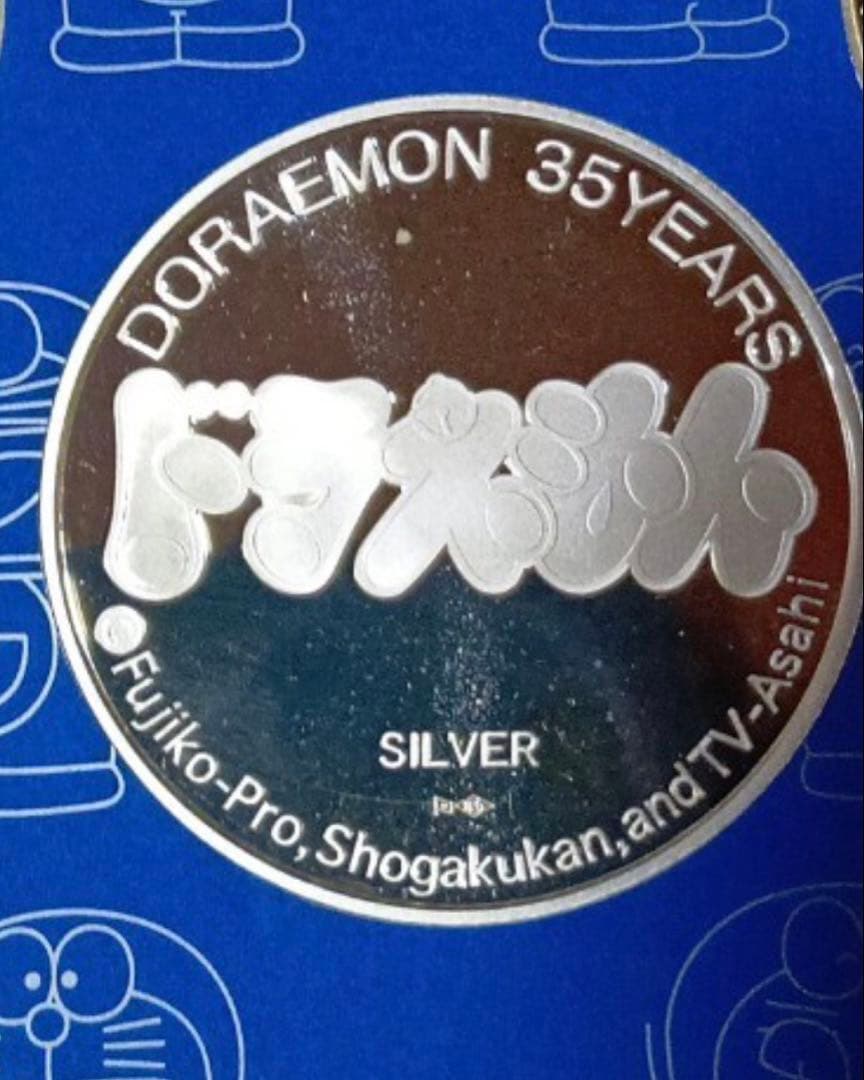 DORAEMON 35YEARS
ドラえもん
SILVER
Fujiko-Pro, Shogakukan, and TV-Asahi